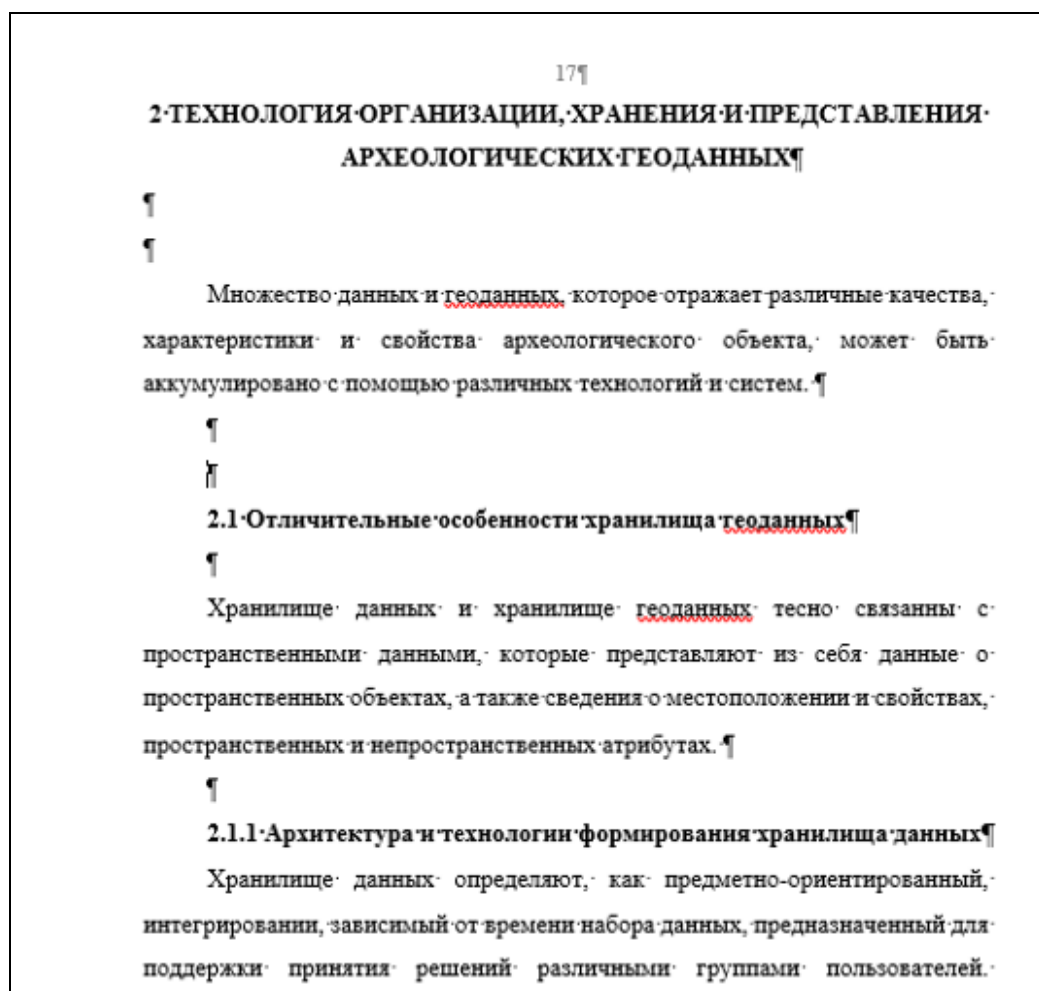 17¶
2·ТЕХНОЛОГИЯ·ОРГАНИЗАЦИИ,·ХРАНЕНИЯ·И·ПРЕДСТАВЛЕНИЯ·
АРХЕОЛОГИЧЕСКИХ·ГЕОДАННЫХ¶
¶
¶
Множество·данных·и·геоданных,·которое·отражает·различные·качества,·
характеристики·и·свойства·археологического·объекта,·может·быть·
аккумулировано·с·помощью·различных·технологий·и·систем.·¶
¶
¶
2.1·Отличительные·особенности·хранилища·геоданных¶
¶
Хранилище·данных·и·хранилище·геоданных·тесно·связанны·с·
пространственными·данными,·которые·представляют·из·себя·данные·о·
пространственных·объектах,·а·также·сведения·о·местоположении·и·свойствах,·
пространственных·и·непространственных·атрибутах.·¶
¶
2.1.1·Архитектура·и·технологии·формирования·хранилища·данных¶
Хранилище·данных·определяют,·как·предметно-ориентированный,·
интегрировании,·зависимый·от·времени·набора·данных,·предназначенный·для·
поддержки·принятия·решений·различными·группами·пользователей.·